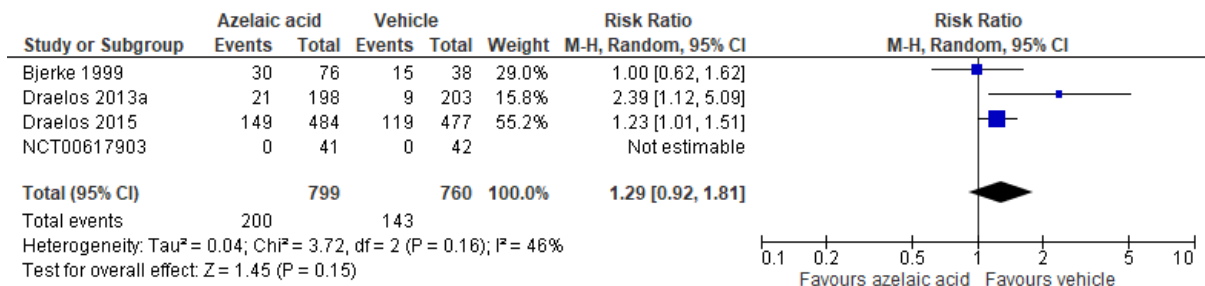 Azelaic acid Vehicle Risk Ratio Risk Ratio
Study or Subgroup Events Total Events Total Weight M-H, Random, 95% CI M-H, Random, 95% CI
Bjerke 1999 30 76 15 38 29.0% 1.00 [0.62, 1.62]
Draelos 2013a 21 198 9 203 15.8% 2.39 [1.12, 5.09]
Draelos 2015 149 484 119 477 55.2% 1.23 [1.01, 1.51]
NCT00617903 0 41 0 42 Not estimable
Total (95% CI) 799 760 100.0% 1.29 [0.92, 1.81]
Total events 200 143
Heterogeneity: Tau² = 0.04; Chi² = 3.72, df = 2 (P = 0.16); I² = 46%
Test for overall effect: Z = 1.45 (P = 0.15)
0.1 0.2 0.5 1 2 5 10
Favours azelaic acid Favours vehicle